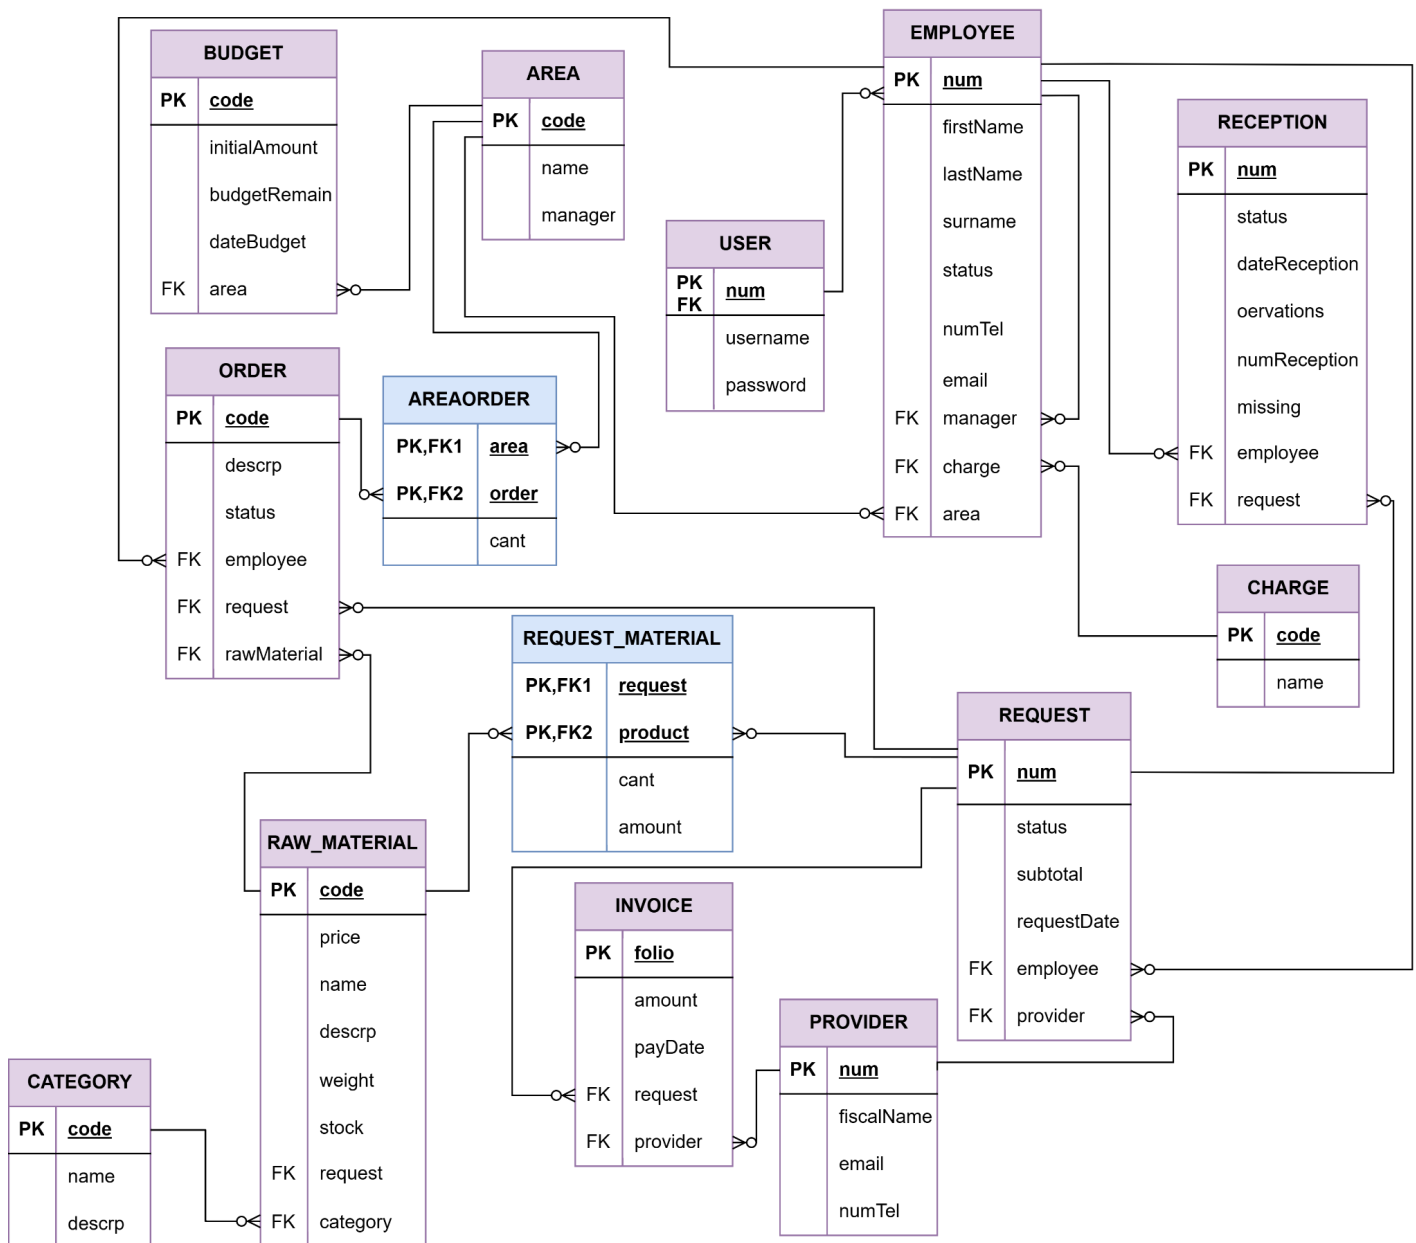 BUDGET
PK code
initialAmount
budgetRemain
dateBudget
FK area
AREA
PK code
name
manager
EMPLOYEE
PK num
firstName
lastName
surname
status
numTel
email
FK manager
FK charge
FK area
RECEPTION
PK num
status
dateReception
oervations
numReception
missing
FK employee
FK request
USER
PK
FK num
username
password
ORDER
PK code
descrp
status
FK employee
FK request
FK rawMaterial
AREAORDER
PK,FK1 area
PK,FK2 order
cant
CHARGE
PK code
name
REQUEST_MATERIAL
PK,FK1 request
PK,FK2 product
cant
amount
REQUEST
PK num
status
subtotal
requestDate
FK employee
FK provider
RAW_MATERIAL
PK code
price
name
descrp
weight
stock
FK request
FK category
INVOICE
PK folio
amount
payDate
FK request
FK provider
PROVIDER
PK num
fiscalName
email
numTel
CATEGORY
PK code
name
descrp